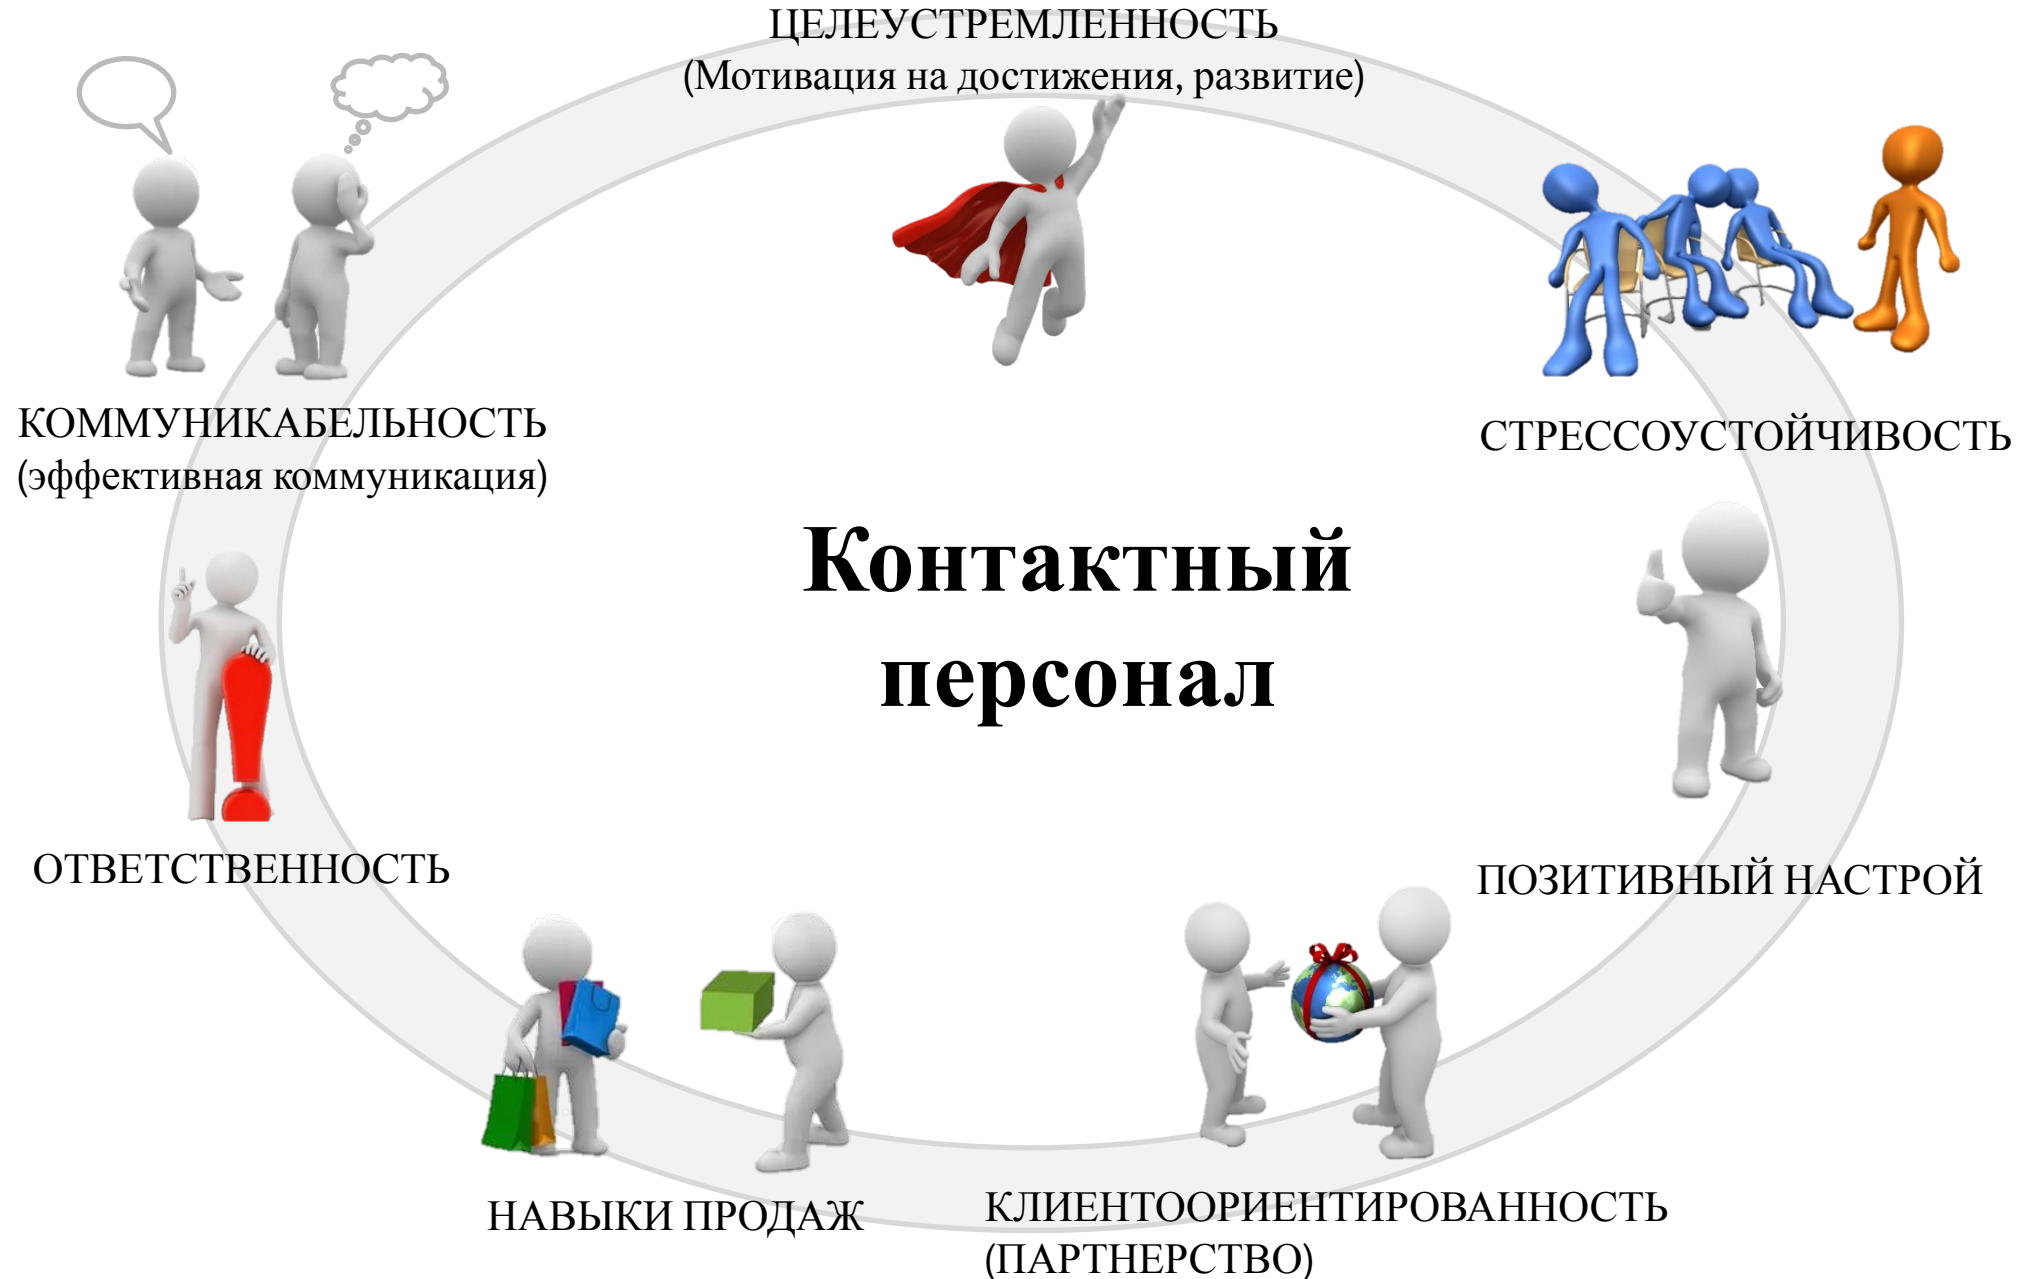 ЦЕЛЕУСТРЕМЛЕННОСТЬ
(Мотивация на достижения, развитие)
КОММУНИКАБЕЛЬНОСТЬ
(эффективная коммуникация)
СТРЕССОУСТОЙЧИВОСТЬ
Контактный
персонал
ОТВЕТСТВЕННОСТЬ
ПОЗИТИВНЫЙ НАСТРОЙ
НАВЫКИ ПРОДАЖ
КЛИЕНТООРИЕНТИРОВАННОСТЬ
(ПАРТНЕРСТВО)